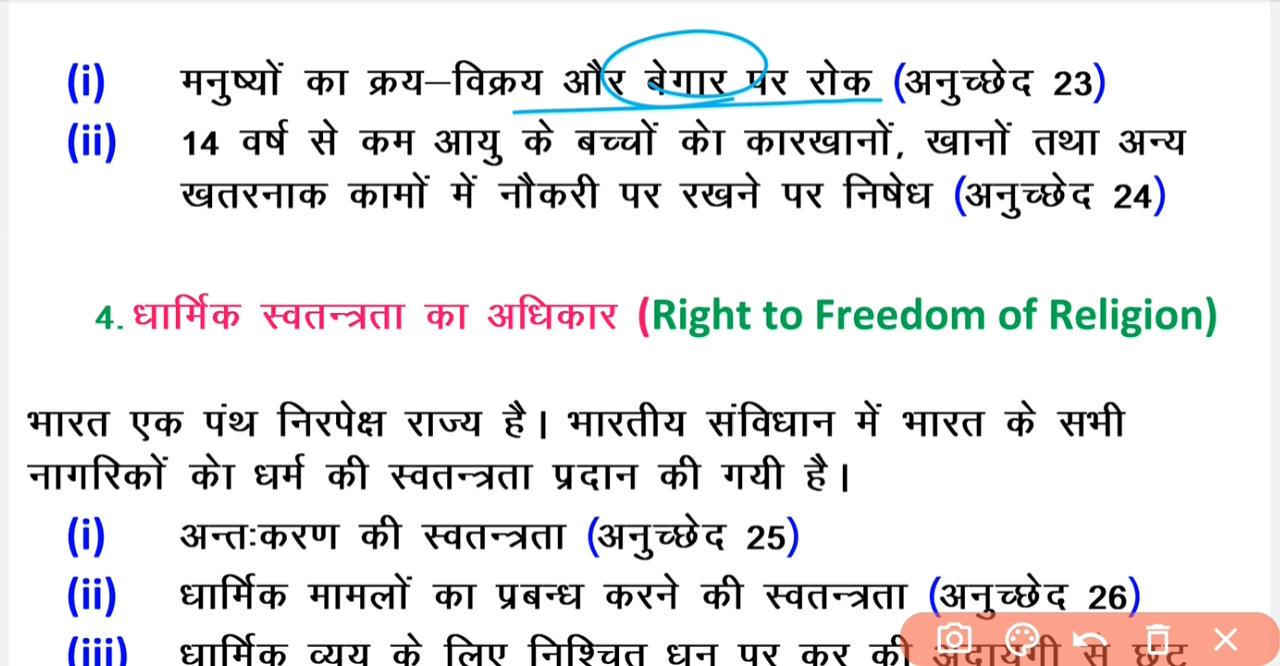 (i) मनुष्यों का क्रय–विक्रय और बेगार पर रोक (अनुच्छेद 23)
(ii) 14 वर्ष से कम आयु के बच्चों केा कारखानों, खानों तथा अन्य
खतरनाक कामों में नौकरी पर रखने पर निषेध (अनुच्छेद 24)
4. धार्मिक स्वतन्त्रता का अधिकार (Right to Freedom of Religion)
भारत एक पंथ निरपेक्ष राज्य है। भारतीय संविधान में भारत के सभी
नागरिकों केा धर्म की स्वतन्त्रता प्रदान की गयी है।
(i) अन्तःकरण की स्वतन्त्रता (अनुच्छेद 25)
(ii) धार्मिक मामलों का प्रबन्ध करने की स्वतन्त्रता (अनुच्छेद 26)
(iii) धार्मिक व्यय के लिए निश्चित धन पर कर की अदायगी से छूट